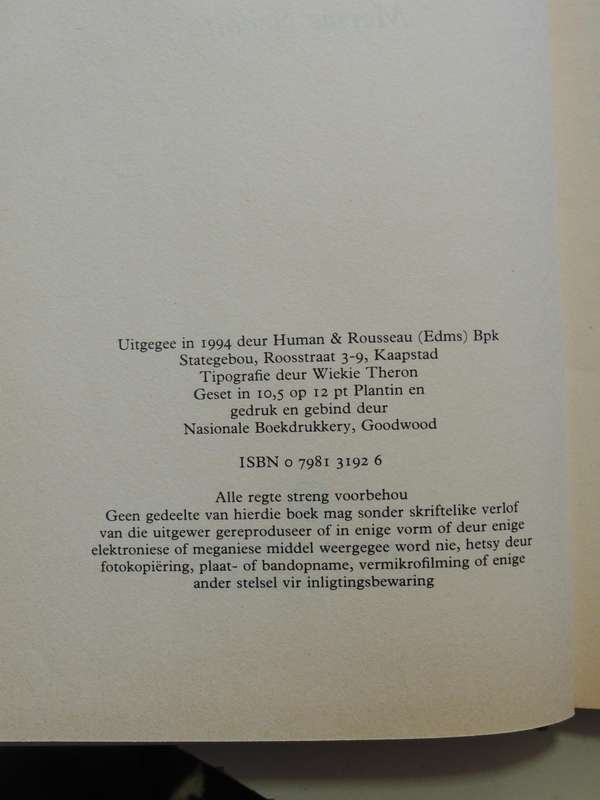 Uitgegee in 1994 deur Human & Rousseau (Edms) Bpk
Stategebou, Roosstraat 3-9, Kaapstad
Tipografie deur Wiekie Theron
Geset in 10,5 op 12 pt Plantin en
gedruk en gebind deur
Nasionale Boekdrukkery, Goodwood
ISBN 0 7981 3192 6
Alle regte streng voorbehou
Geen gedeelte van hierdie boek mag sonder skriftelike verlof
van die uitgewer gereproduseer of in enige vorm of deur enige
elektroniese of meganiese middel weergegee word nie, hetsy deur
fotokopiëring, plaat- of bandopname, vermikrofilming of enige
ander stelsel vir inligtingsbewaring